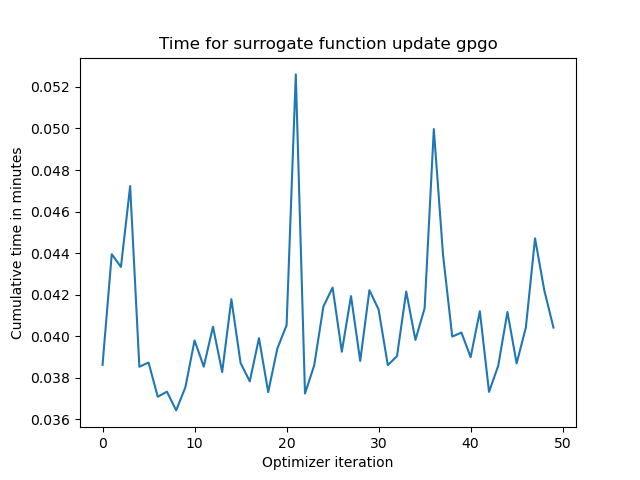 Time for surrogate function update gpgo
Cumulative time in minutes
0.052
0.050
0.048
0.046
0.044
0.042
0.040
0.038
0.036
0 10 20 30 40 50
Optimizer iteration